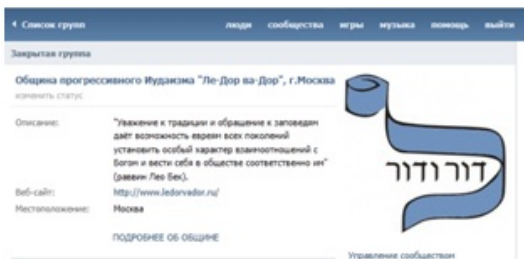 Список групп
люди сообщества игры музыка помощь выйти
Закрытая группа
Община прогрессивного Иудаизма "Ле-Дор ва-Дор", г.Москва
изменить статус
Описание: "Уважение к традиции и обращение к заповедям
даёт возможность евреям всех поколений
установить особый характер взаимоотношений с
Богом и вести себя в обществе соответственно им"
(раввин Лео Бек).
Веб-сайт: http://www.ledorvador.ru/
Местоположение: Москва
ПОДРОБНЕЕ ОБ ОБЩИНЕ
דור ודור
Управление сообществом